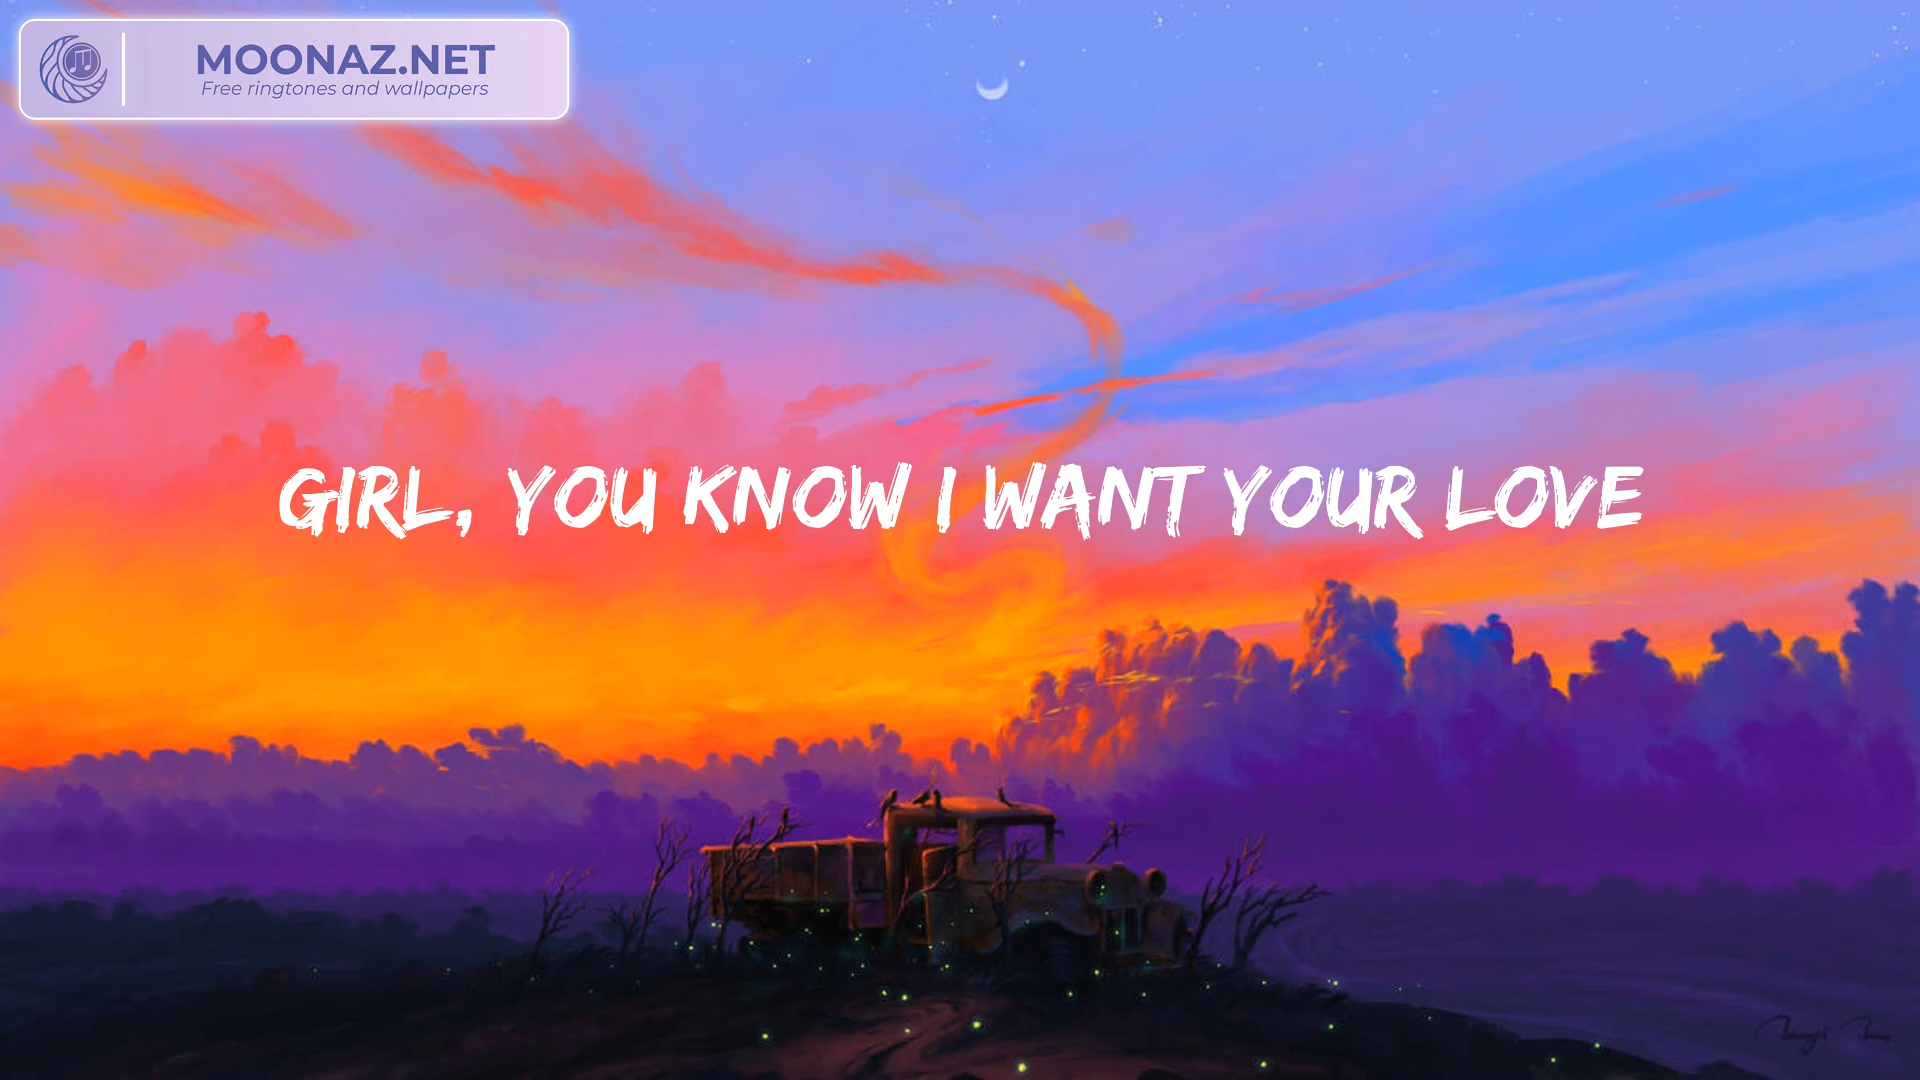 MOONAZ.NET
Free ringtones and wallpapers
GIRL, YOU KNOW I WANT YOUR LOVE